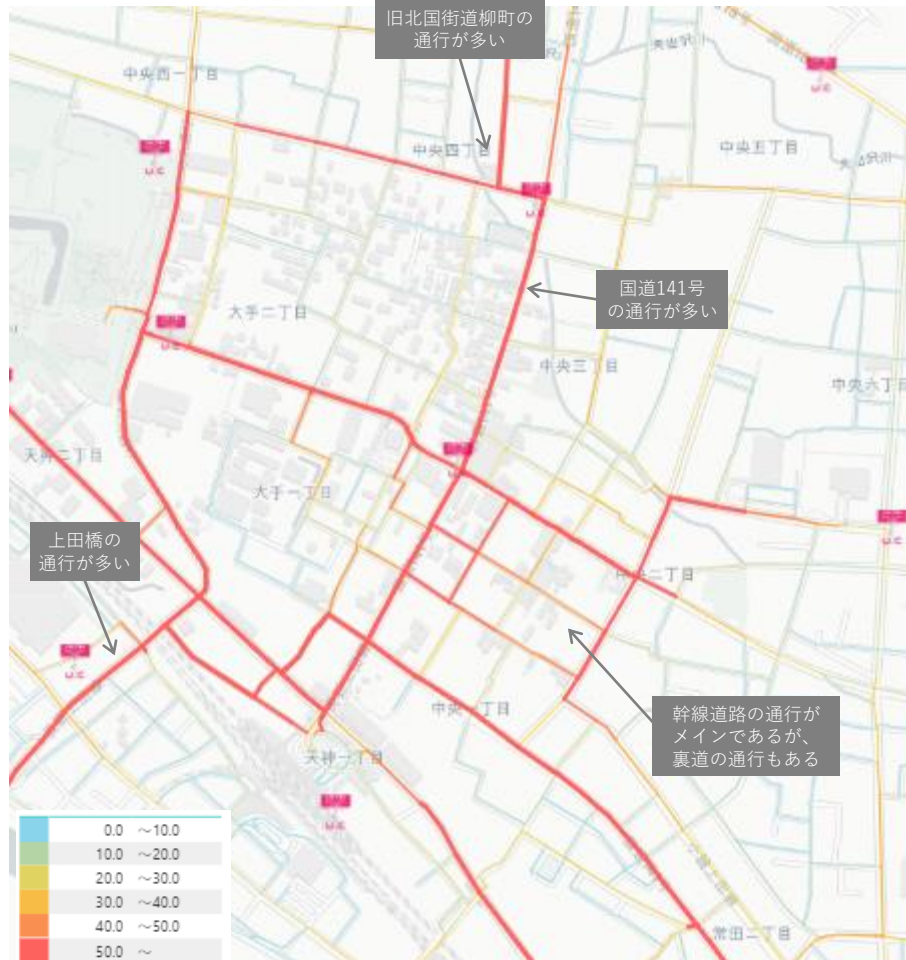 旧北国街道柳町の
通行が多い
中央西一丁目
中央四丁目
中央五丁目
国道141号
の通行が多い
大手二丁目
中央三丁目
中央六丁目
天神二丁目
大手一丁目
上田橋の
通行が多い
中央二丁目
中央一丁目
幹線道路の通行が
メインであるが、
裏道の通行もある
天神一丁目
常田二丁目
0.0 ～10.0
10.0 ～20.0
20.0 ～30.0
30.0 ～40.0
40.0 ～50.0
50.0 ～